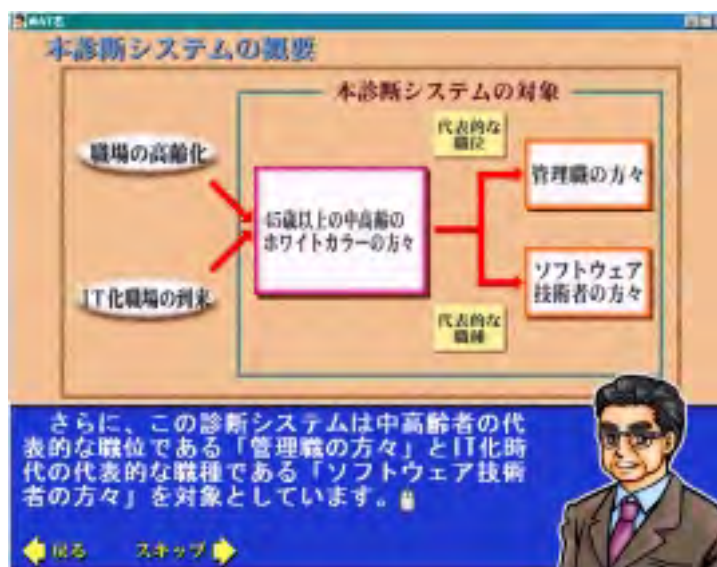 本診断システムの概要
本診断システムの対象
職場の高齢化
IT化職場の到来
45歳以上の中高齢の
ホワイトカラーの方々
代表的な
職位
管理職の方々
代表的な
職種
ソフトウェア
技術者の方々
さらに、この診断システムは中高齢者の代
表的な職位である「管理職の方々」とIT化時
代の代表的な職種である「ソフトウェア技術
者の方々」を対象としています。
戻る
スキップ